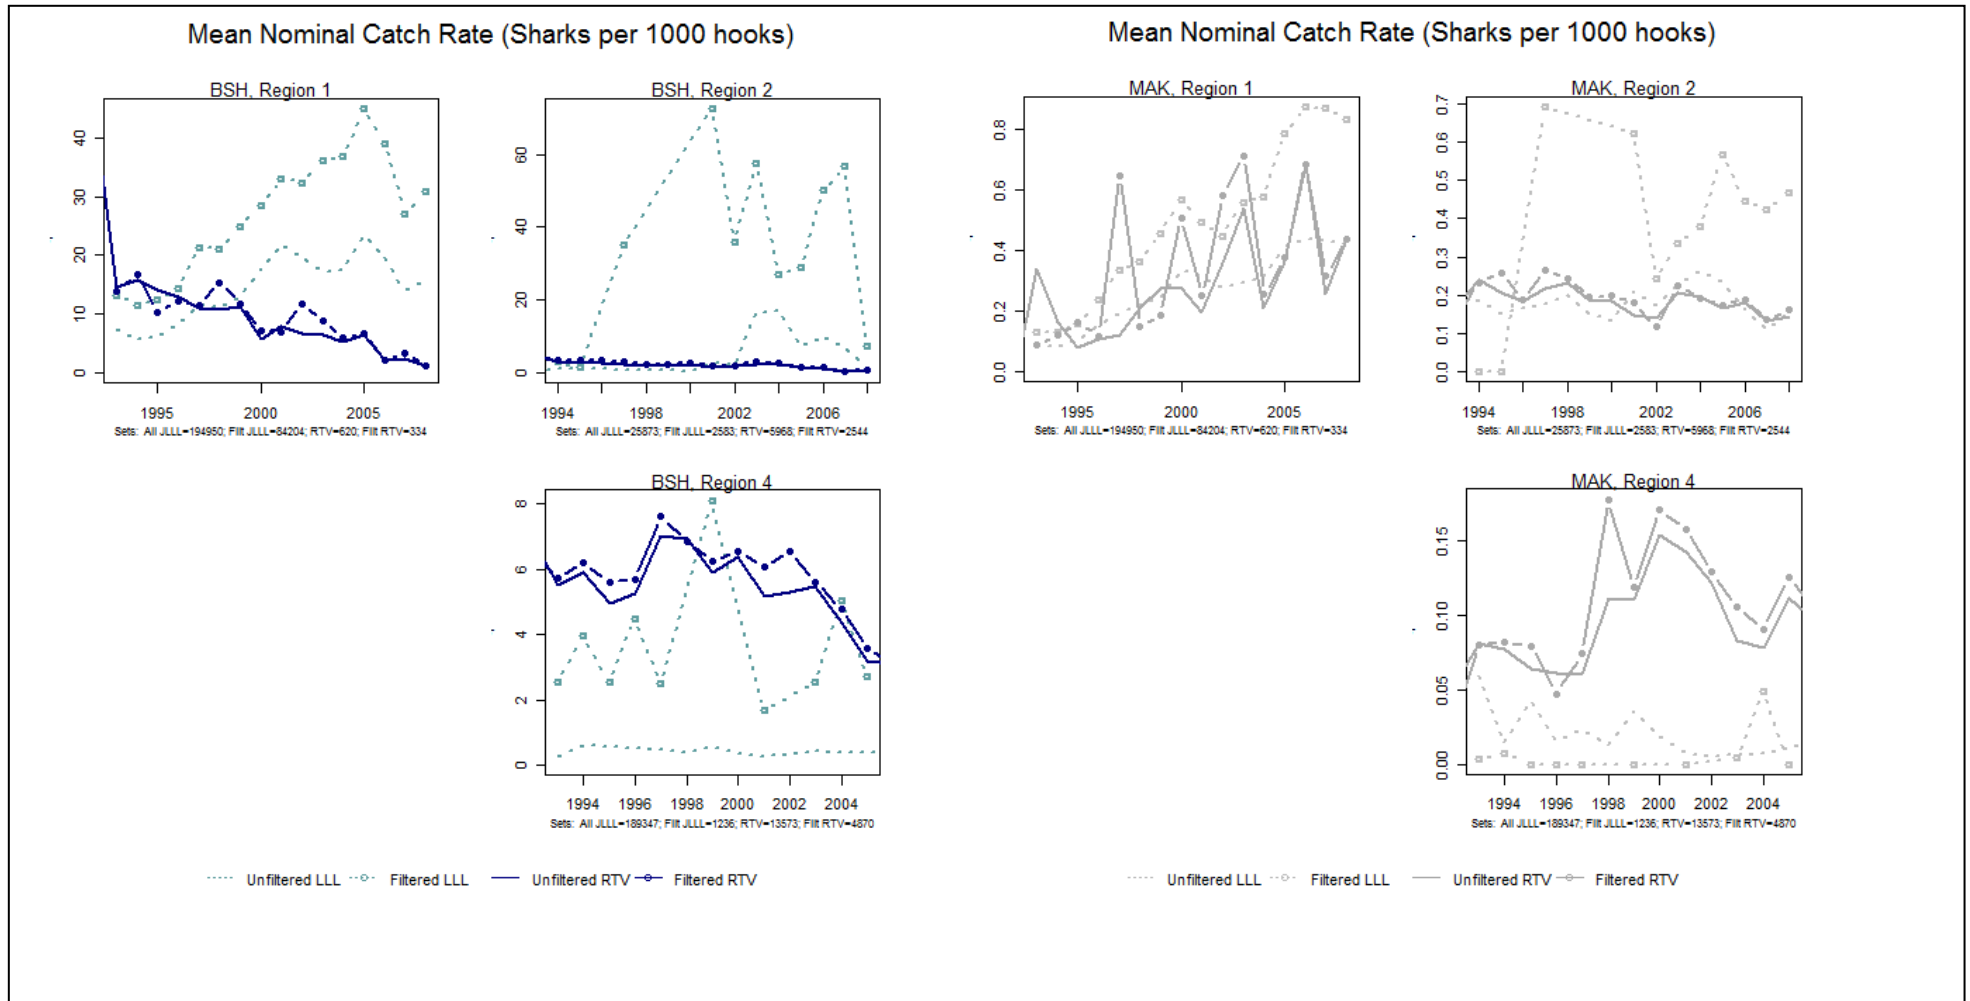 Mean Nominal Catch Rate (Sharks per 1000 hooks)
BSH, Region 1
0 10 20 30 40
1995 2000 2005
Sets: All JLLL=194950; Filt JLLL=84204; RTV=620; Filt RTV=334
BSH, Region 2
0 20 40 60
1994 1998 2002 2006
Sets: All JLLL=25873; Filt JLLL=2583; RTV=5968; Filt RTV=2544
BSH, Region 4
0 2 4 6 8
1994 1996 1998 2000 2002 2004
Sets: All JLLL=189347; Filt JLLL=1236; RTV=13573; Filt RTV=4870
Unfiltered LLL Filtered LLL Unfiltered RTV Filtered RTV
Mean Nominal Catch Rate (Sharks per 1000 hooks)
MAK, Region 1
0.0 0.2 0.4 0.6 0.8
1995 2000 2005
Sets: All JLLL=194950; Filt JLLL=84204; RTV=620; Filt RTV=334
MAK, Region 2
0.0 0.1 0.2 0.3 0.4 0.5 0.6 0.7
1994 1998 2002 2006
Sets: All JLLL=25873; Filt JLLL=2583; RTV=5968; Filt RTV=2544
MAK, Region 4
0.00 0.05 0.10 0.15
1994 1996 1998 2000 2002 2004
Sets: All JLLL=189347; Filt JLLL=1236; RTV=13573; Filt RTV=4870
Unfiltered LLL Filtered LLL Unfiltered RTV Filtered RTV